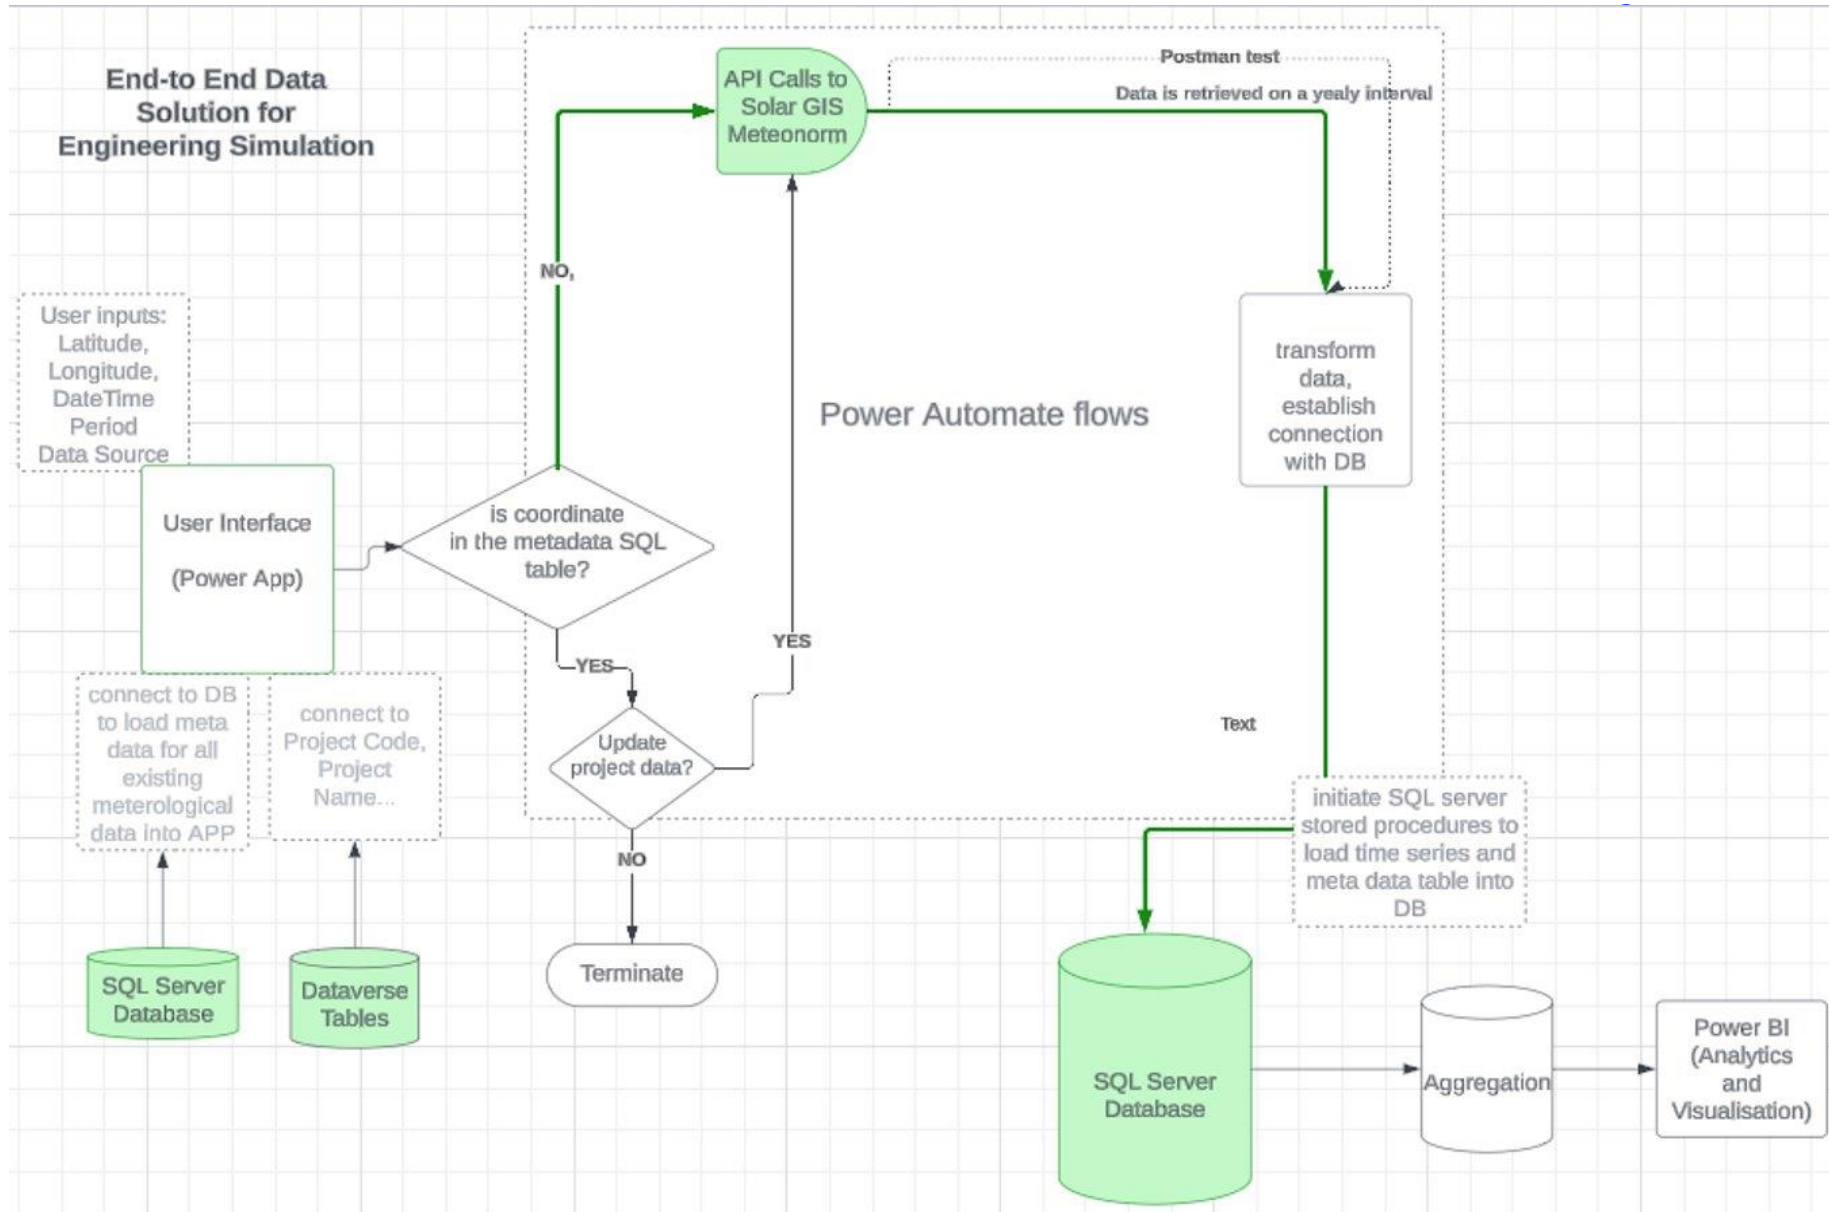 End-to End Data
Solution for
Engineering Simulation
API Calls to
Solar GIS
Meteonorm
Postman test
Data is retrieved on a yealy interval
NO,
User inputs:
Latitude,
Longitude,
DateTime
Period
Data Source
User Interface
(Power App)
is coordinate
in the metadata SQL
table?
Power Automate flows
transform
data,
establish
connection
with DB
YES
YES
Update
project data?
Text
connect to DB
to load meta
data for all
existing
meterological
data into APP
connect to
Project Code,
Project
Name...
NO
initiate SQL server
stored procedures to
load time series and
meta data table into
DB
SQL Server
Database
Dataverse
Tables
Terminate
SQL Server
Database
Aggregation
Power BI
(Analytics
and
Visualisation)